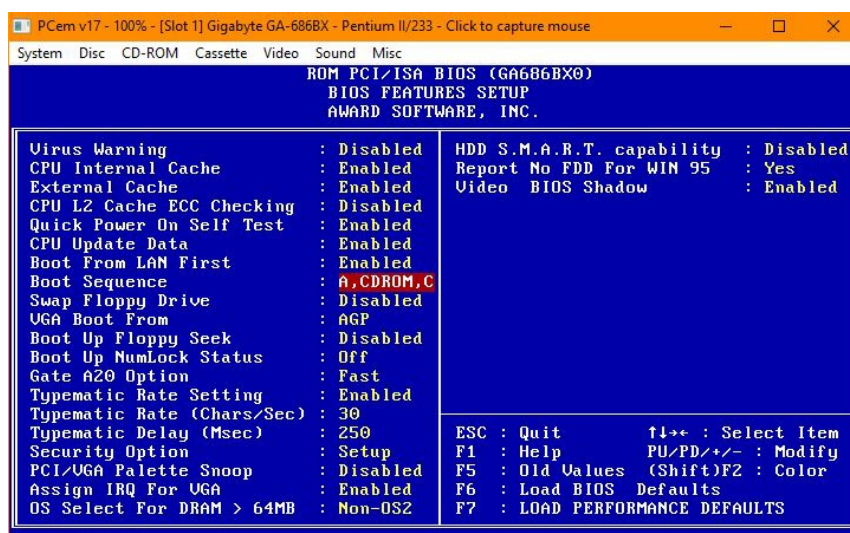 PCem v17 - 100% - [Slot 1] Gigabyte GA-686BX - Pentium II/233 - Click to capture mouse
System Disc CD-ROM Cassette Video Sound Misc
ROM PCI/ISA BIOS (GA686BX0)
BIOS FEATURES SETUP
AWARD SOFTWARE, INC.
Virus Warning : Disabled
CPU Internal Cache : Enabled
External Cache : Enabled
CPU L2 Cache ECC Checking : Disabled
Quick Power On Self Test : Enabled
CPU Update Data : Enabled
Boot From LAN First : Enabled
Boot Sequence : A,CDROM,C
Swap Floppy Drive : Disabled
VGA Boot From : AGP
Boot Up Floppy Seek : Disabled
Boot Up NumLock Status : Off
Gate A20 Option : Fast
Typematic Rate Setting : Enabled
Typematic Rate (Chars/Sec) : 30
Typematic Delay (Msec) : 250
Security Option : Setup
PCI/VGA Palette Snoop : Disabled
Assign IRQ For VGA : Enabled
OS Select For DRAM > 64MB : Non-OS2
HDD S.M.A.R.T. capability : Disabled
Report No FDD For WIN 95 : Yes
Video BIOS Shadow : Enabled
ESC : Quit ↑↓→← : Select Item
F1 : Help PU/PD/+/- : Modify
F5 : Old Values (Shift)F2 : Color
F6 : Load BIOS Defaults
F7 : LOAD PERFORMANCE DEFAULTS